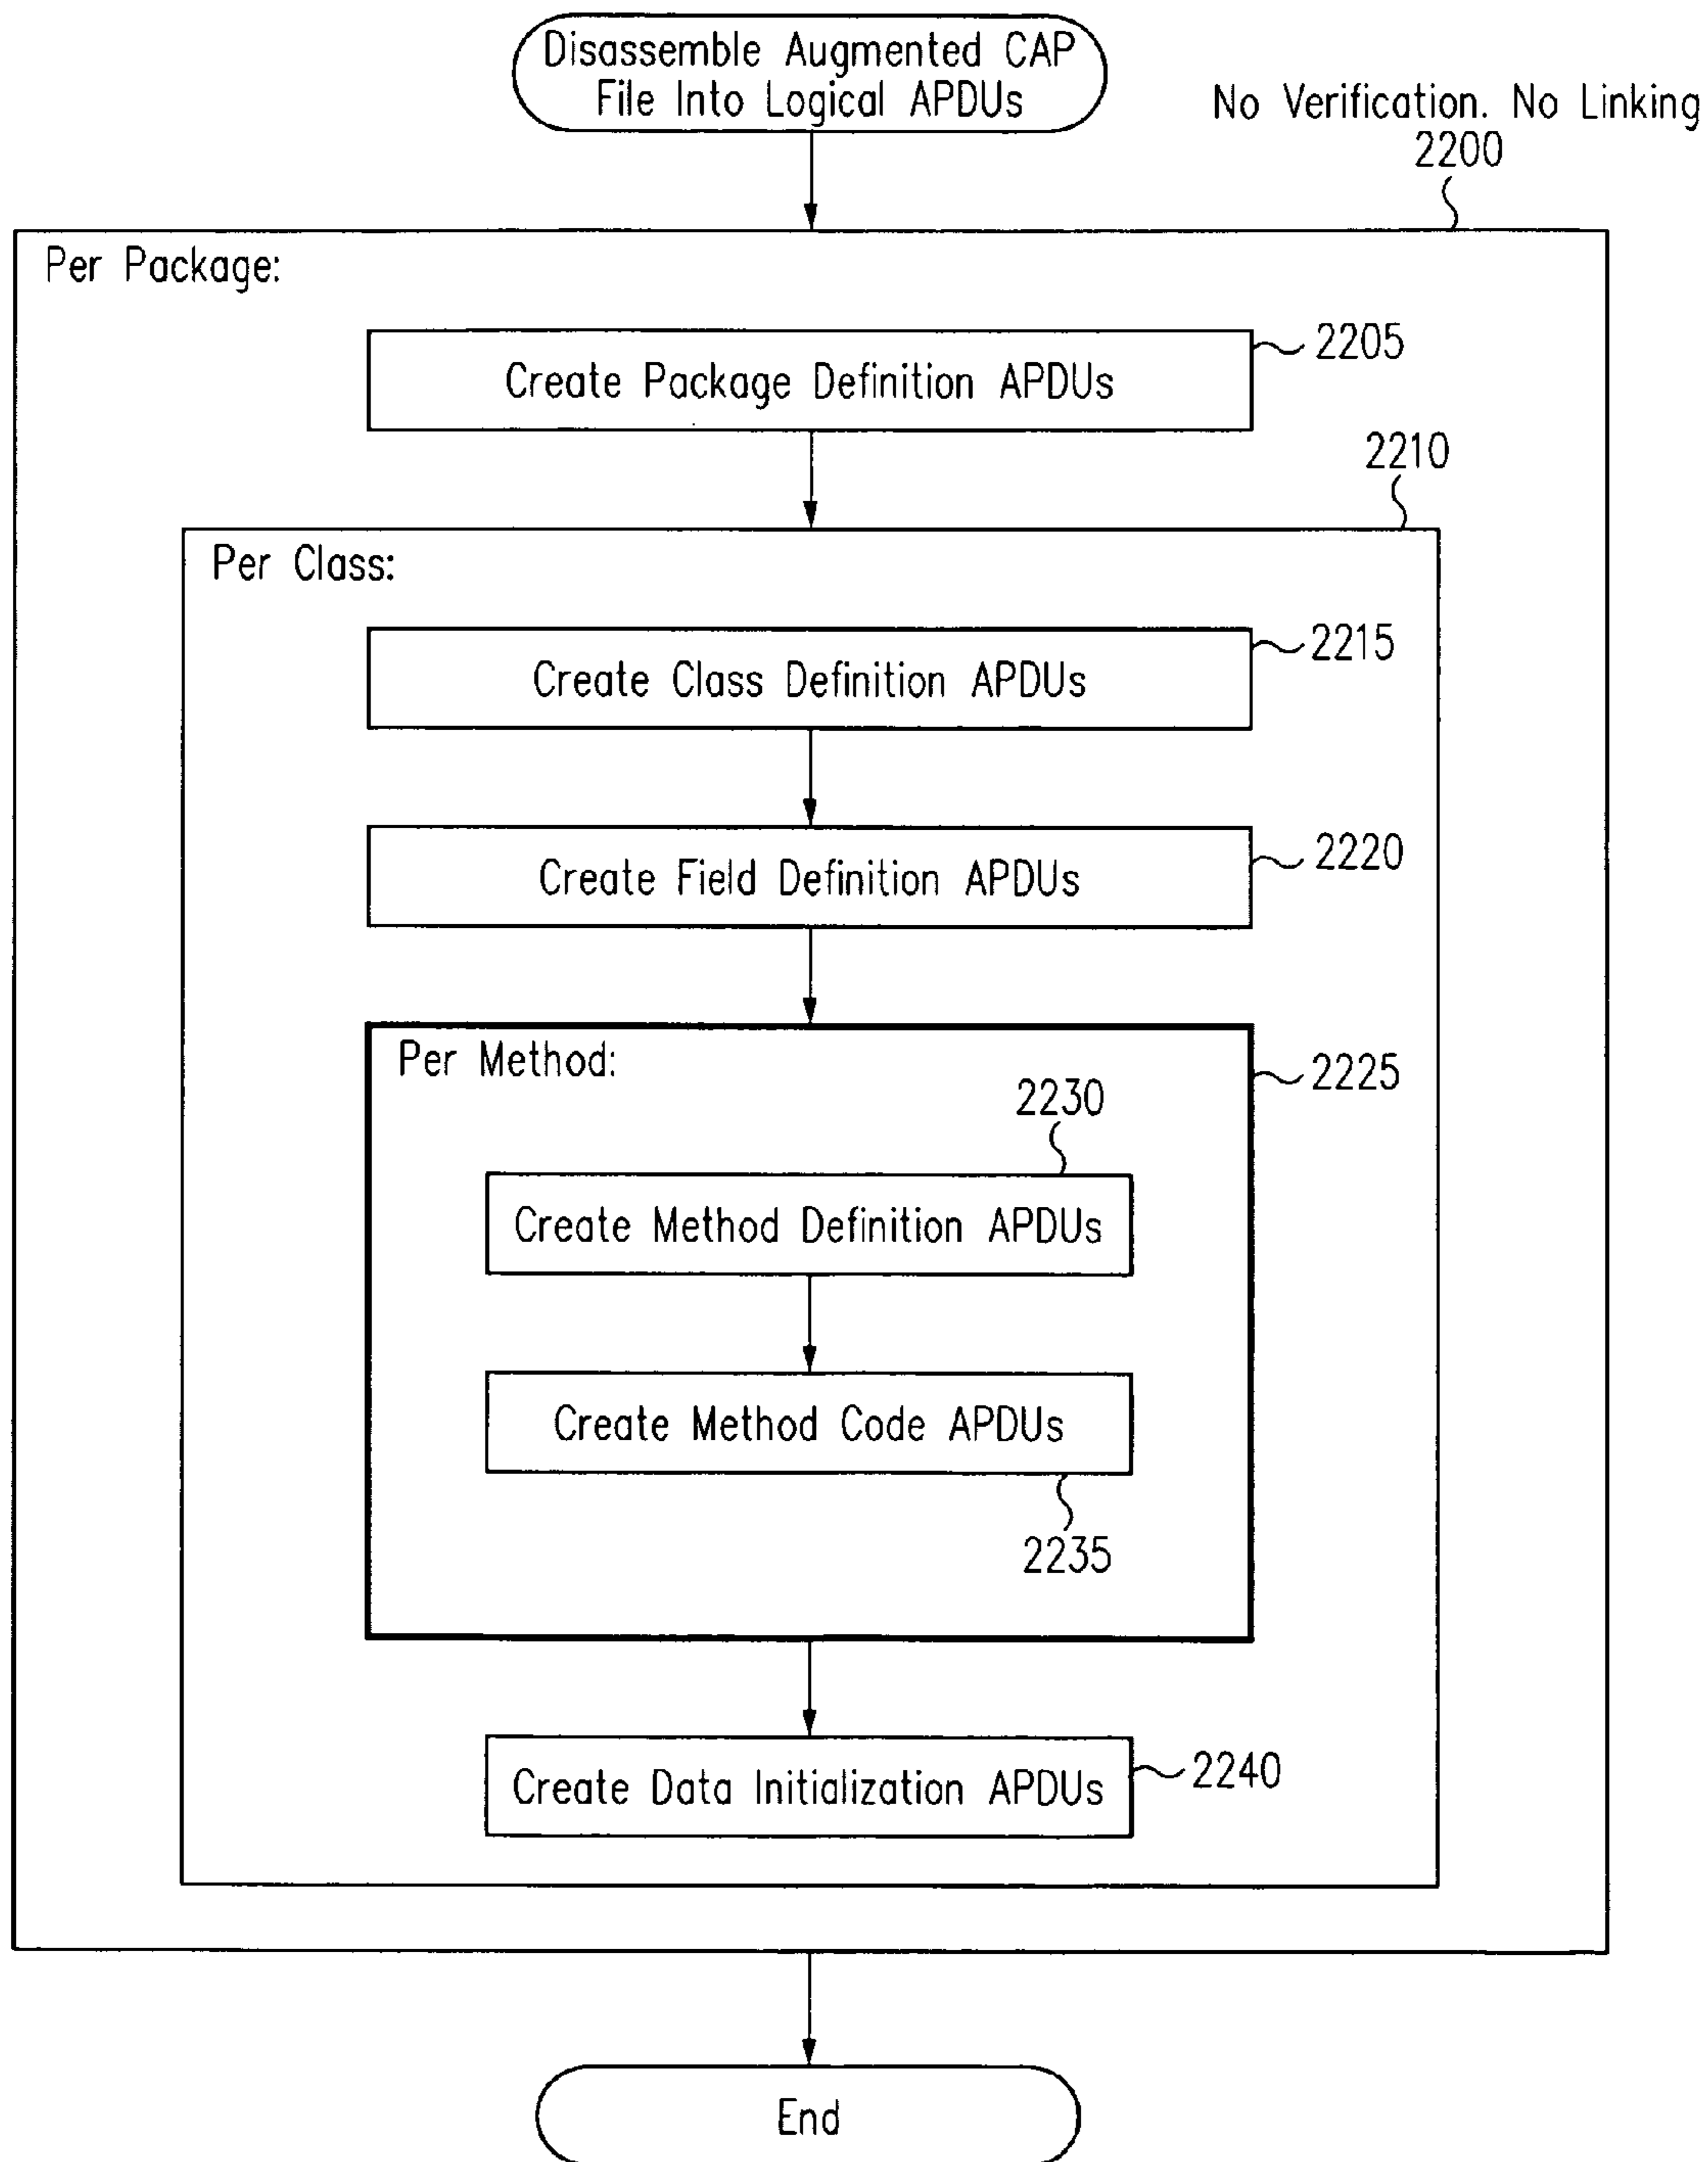 Disassemble Augmented CAP
File Into Logical APDUs
No Verification. No Linking
2200
Per Package:
2205
Create Package Definition APDUs
2210
Per Class:
2215
Create Class Definition APDUs
2220
Create Field Definition APDUs
Per Method:
2225
2230
Create Method Definition APDUs
Create Method Code APDUs
2235
2240
Create Data Initialization APDUs
End